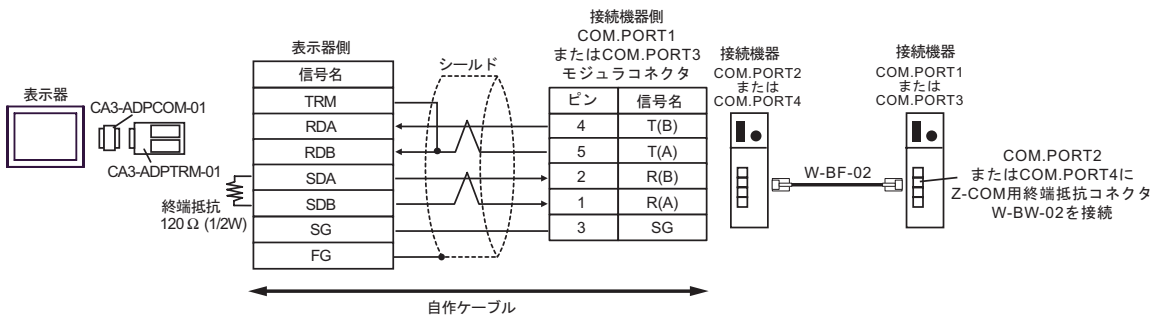 表示器
CA3-ADPCOM-01
CA3-ADPTRM-01
終端抵抗
120 Ω (1/2W)
表示器側
信号名
TRM
RDA
RDB
SDA
SDB
SG
FG
シールド
接続機器側
COM.PORT1
またはCOM.PORT3
モジュラコネクタ
ピン 信号名
4 T(B)
5 T(A)
2 R(B)
1 R(A)
3 SG
自作ケーブル
接続機器
COM.PORT2
または
COM.PORT4
W-BF-02
接続機器
COM.PORT1
または
COM.PORT3
COM.PORT2
またはCOM.PORT4に
Z-COM用終端抵抗コネクタ
W-BW-02を接続